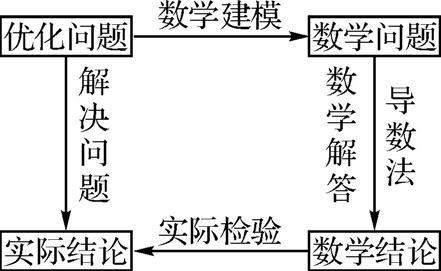 优化问题
数学建模
数学问题
解决问题
数学解答
导数法
实际结论
实际检验
数学结论